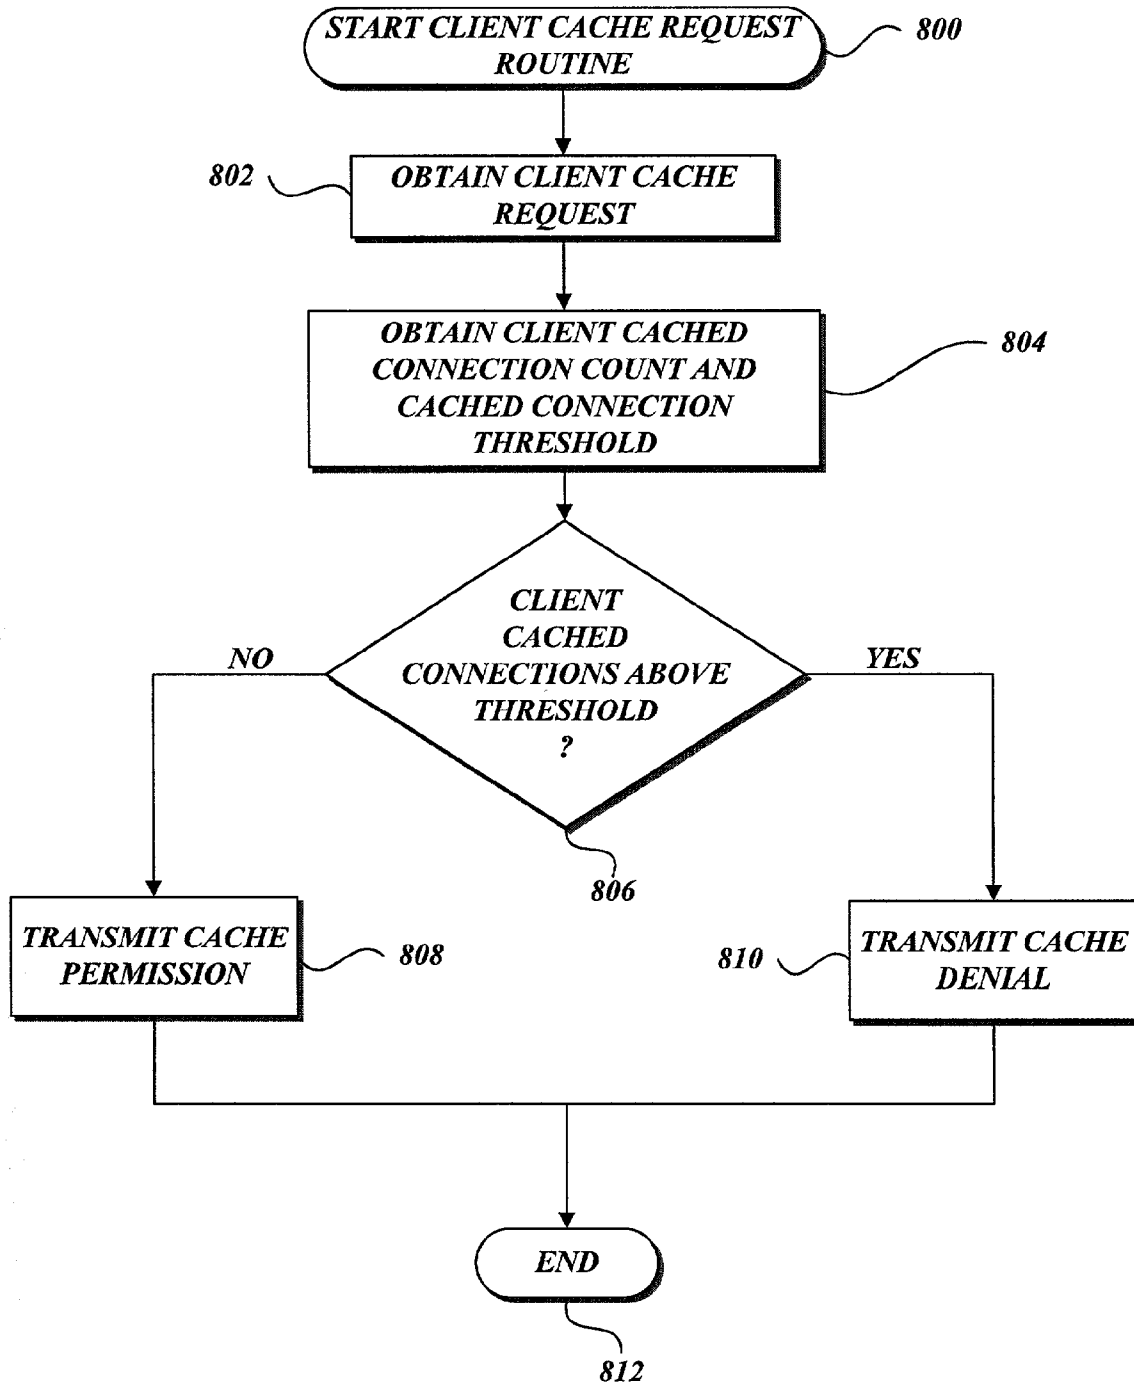 START CLIENT CACHE REQUEST
ROUTINE
800
802
OBTAIN CLIENT CACHE
REQUEST
OBTAIN CLIENT CACHED
CONNECTION COUNT AND
CACHED CONNECTION
THRESHOLD
804
CLIENT
CACHED
CONNECTIONS ABOVE
THRESHOLD
?
NO
YES
806
TRANSMIT CACHE
PERMISSION
808
810
TRANSMIT CACHE
DENIAL
END
812